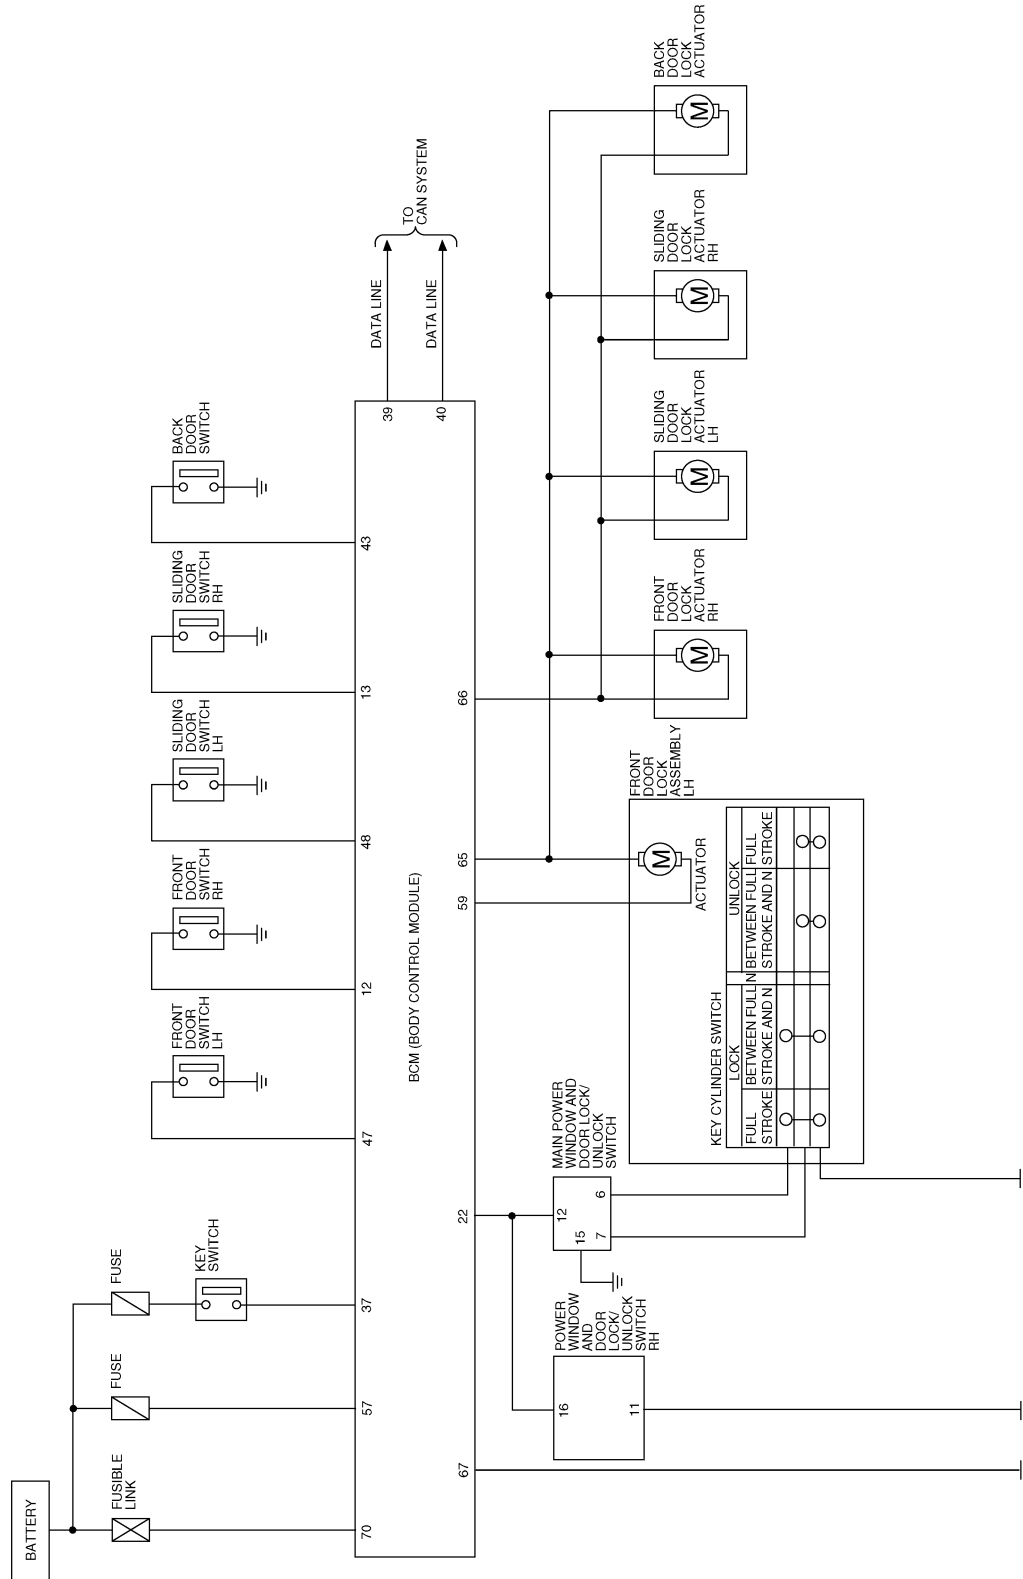 BATTERY
FUSIBLE
LINK
FUSE
FUSE
KEY
SWITCH
FRONT
DOOR
SWITCH
LH
FRONT
DOOR
SWITCH
RH
SLIDING
DOOR
SWITCH
LH
SLIDING
DOOR
SWITCH
RH
BACK
DOOR
SWITCH
70
57
37
47
12
48
13
43
BCM (BODY CONTROL MODULE)
39
40
DATA LINE
DATA LINE
TO
CAN SYSTEM
67
22
59
65
66
POWER
WINDOW
AND
DOOR
LOCK/
UNLOCK
SWITCH
RH
16
11
MAIN POWER
WINDOW AND
DOOR LOCK/
UNLOCK
SWITCH
12
15
7
6
FRONT
DOOR
LOCK
ASSEMBLY
LH
M
ACTUATOR
KEY CYLINDER SWITCH
LOCK
UNLOCK
FULL
STROKE
BETWEEN FULL
STROKE AND N
N
BETWEEN FULL
STROKE AND N
FULL
STROKE
FRONT
DOOR
LOCK
ACTUATOR
RH
M
SLIDING
DOOR
LOCK
ACTUATOR
LH
M
SLIDING
DOOR
LOCK
ACTUATOR
RH
M
BACK
DOOR
LOCK
ACTUATOR
M